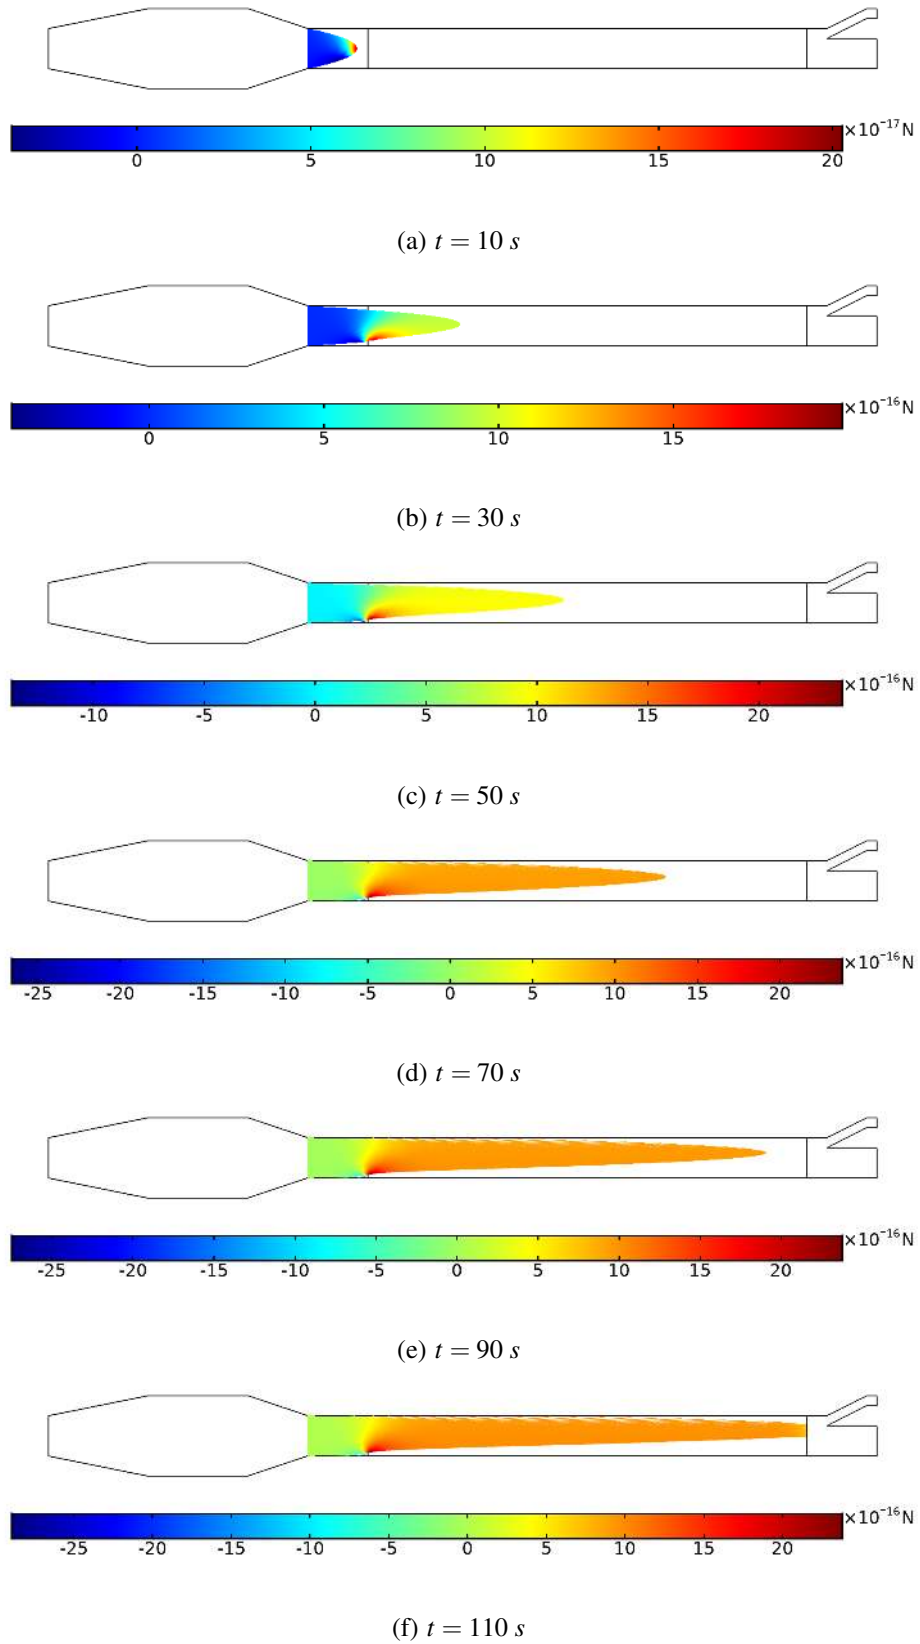 ×10⁻¹⁷N
0 5 10 15 20
(a) t = 10 s
×10⁻¹⁶N
0 5 10 15
(b) t = 30 s
×10⁻¹⁶N
-10 -5 0 5 10 15 20
(c) t = 50 s
×10⁻¹⁶N
-25 -20 -15 -10 -5 0 5 10 15 20
(d) t = 70 s
×10⁻¹⁶N
-25 -20 -15 -10 -5 0 5 10 15 20
(e) t = 90 s
×10⁻¹⁶N
-25 -20 -15 -10 -5 0 5 10 15 20
(f) t = 110 s